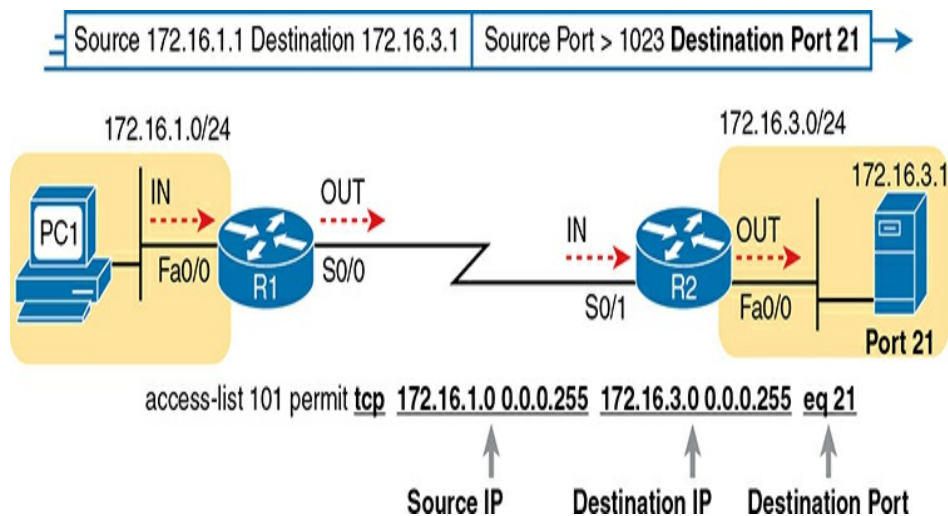 Source 172.16.1.1 Destination 172.16.3.1 Source Port > 1023 Destination Port 21
172.16.1.0/24
172.16.3.0/24
172.16.3.1
IN
OUT
IN
OUT
PC1
Fa0/0
R1
S0/0
S0/1
R2
Fa0/0
Port 21
access-list 101 permit tcp 172.16.1.0 0.0.0.255 172.16.3.0 0.0.0.255 eq 21
Source IP
Destination IP
Destination Port